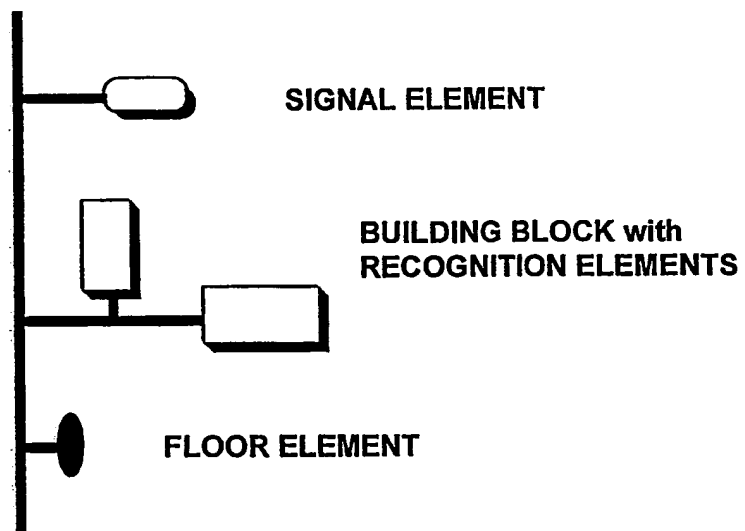 SIGNAL ELEMENT
BUILDING BLOCK with
RECOGNITION ELEMENTS
FLOOR ELEMENT